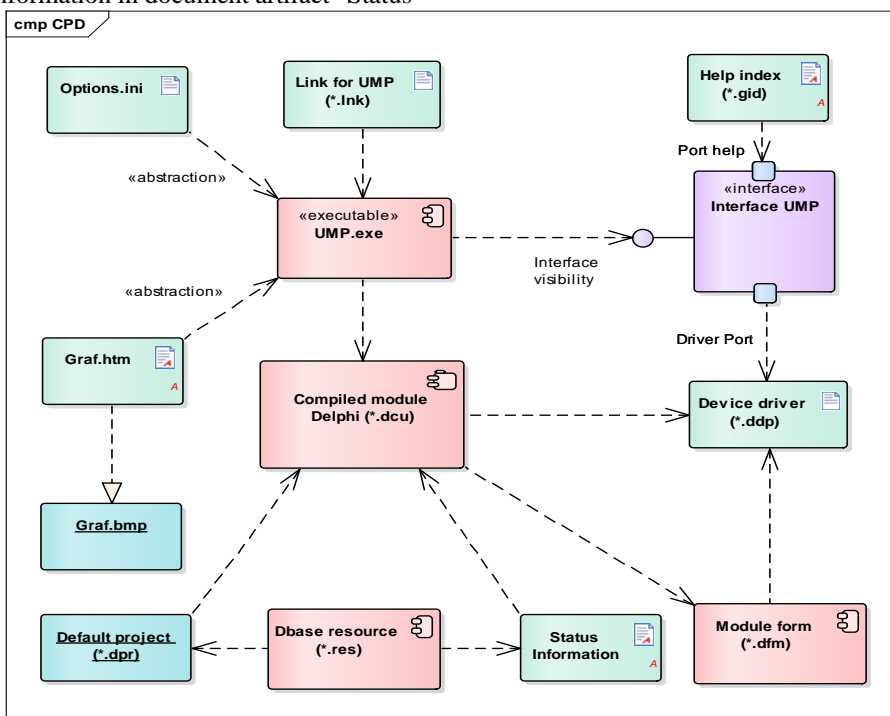 nformation in document artifact "Status
cmp CPD
Options.ini
Link for UMP
(*.lnk)
Help index
(*.gid)
A
Port help
«abstraction»
«executable»
UMP.exe
«interface»
Interface UMP
Interface
visibility
«abstraction»
Driver Port
Graf.htm
A
Compiled module
Delphi (*.dcu)
Device driver
(*.ddp)
Graf.bmp
Default project
(*.dpr)
Dbase resource
(*.res)
Status
Information
A
Module form
(*.dfm)